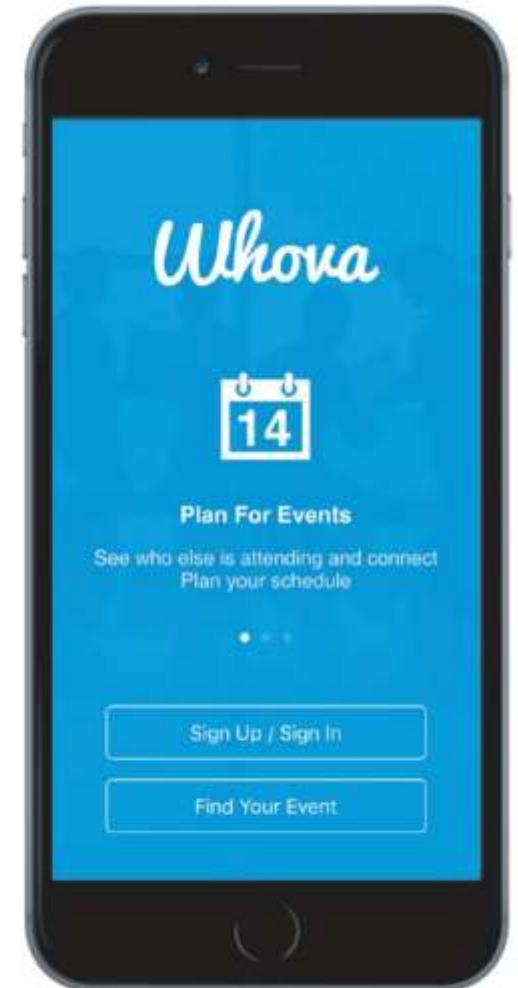 Whova
14
Plan For Events
See who else is attending and connect
Plan your schedule
Sign Up / Sign In
Find Your Event